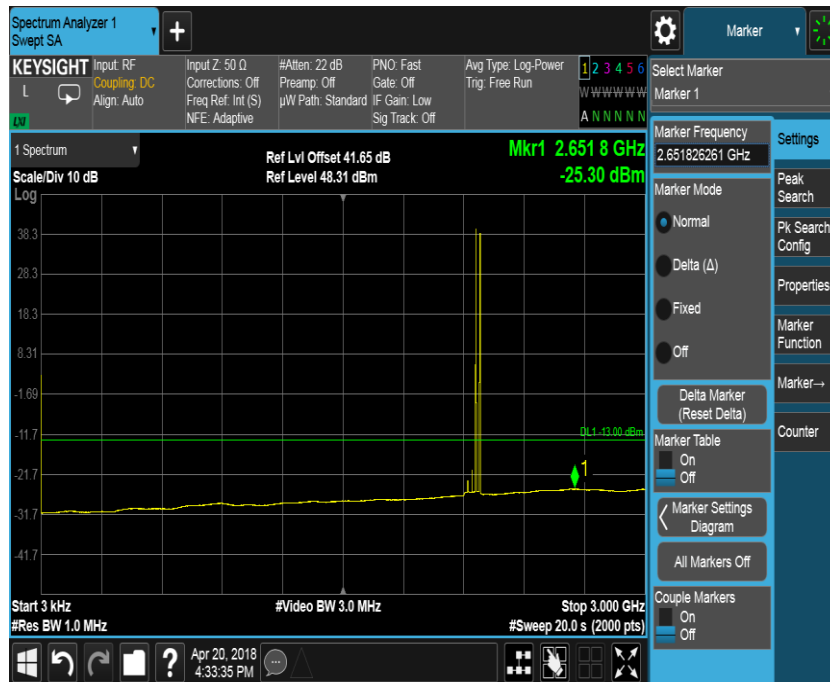 Spectrum Analyzer 1
Swept SA
+
Marker
KEYSIGHT
L
LXI
Input: RF
Coupling: DC
Align: Auto
Input Z: 50 Ω
Corrections: Off
Freq Ref: Int (S)
NFE: Adaptive
#Atten: 22 dB
Preamp: Off
µW Path: Standard
PNO: Fast
Gate: Off
IF Gain: Low
Sig Track: Off
Avg Type: Log-Power
Trig: Free Run
1 2 3 4 5 6
W W W W W W
A N N N N N
Select Marker
Marker 1
1 Spectrum
Scale/Div 10 dB
Log
Ref Lvl Offset 41.65 dB
Ref Level 48.31 dBm
Mkr1 2.651 8 GHz
-25.30 dBm
38.3
28.3
18.3
8.31
-1.69
-11.7
-21.7
-31.7
-41.7
DL1 -13.00 dBm
1
Start 3 kHz
#Res BW 1.0 MHz
#Video BW 3.0 MHz
Stop 3.000 GHz
#Sweep 20.0 s (2000 pts)
Marker Frequency
2.651826261 GHz
Marker Mode
Normal
Delta (Δ)
Fixed
Off
Delta Marker
(Reset Delta)
Marker Table
On
Off
Marker Settings
Diagram
All Markers Off
Couple Markers
On
Off
Settings
Peak
Search
Pk Search
Config
Properties
Marker
Function
Marker→
Counter
?
Apr 20, 2018
4:33:35 PM